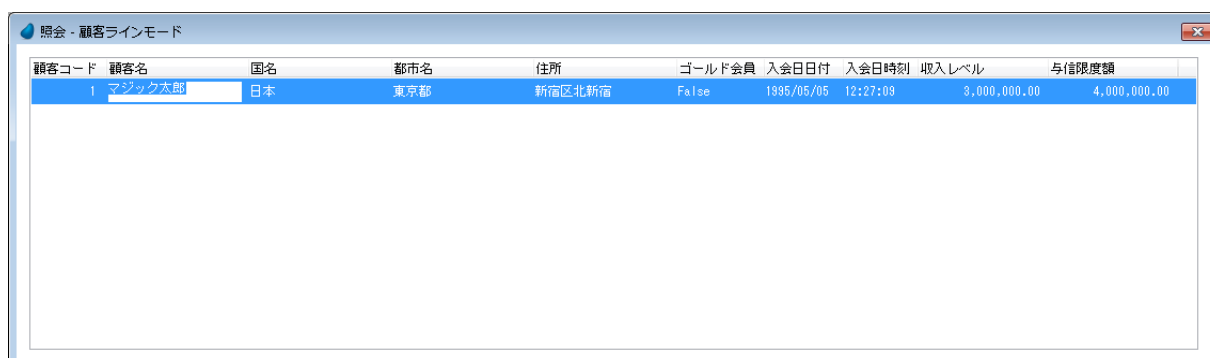 照会 - 顧客ラインモード
顧客コード 顧客名 国名 都市名 住所 ゴールド会員 入会日日付 入会日時刻 収入レベル 与信限度額
1 マジック太郎 日本 東京都 新宿区北新宿 False 1995/05/05 12:27:09 3,000,000.00 4,000,000.00